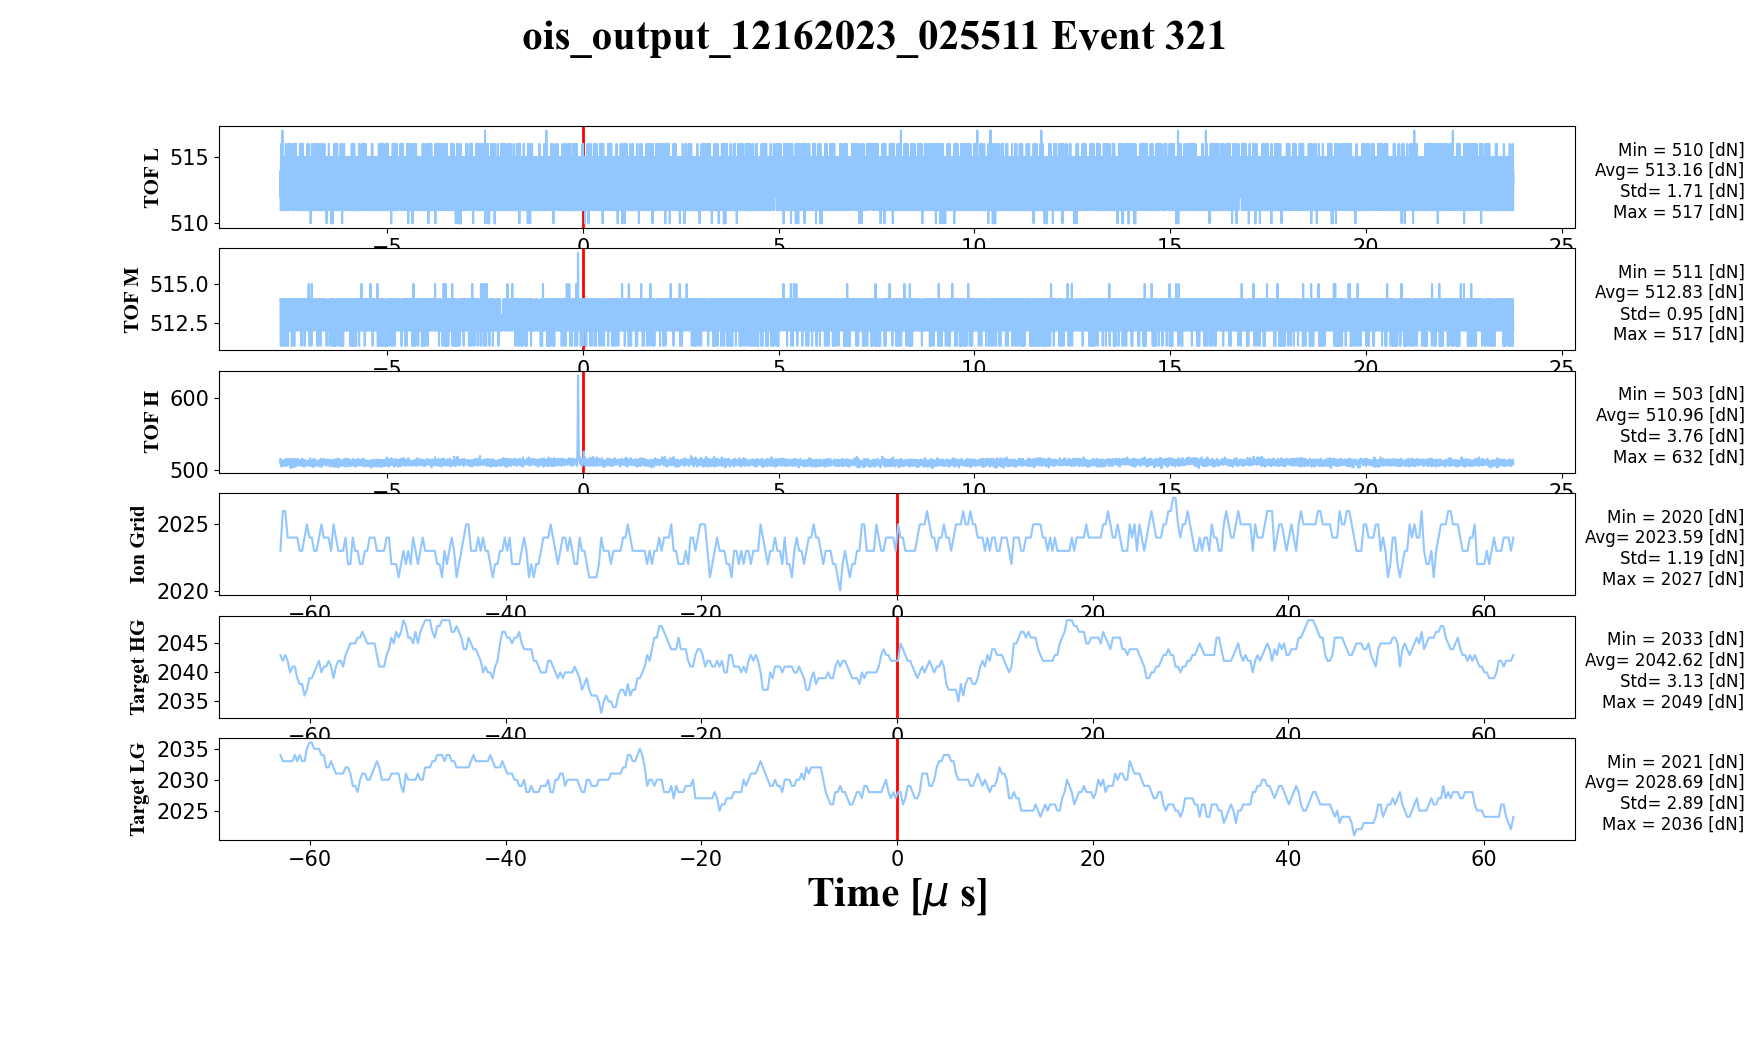 ois_output_12162023_025511 Event 321
TOF L
515
510
−5
0
5
10
15
20
25
Min = 510 [dN]
Avg= 513.16 [dN]
Std= 1.71 [dN]
Max = 517 [dN]
TOF M
515.0
512.5
−5
0
5
10
15
20
25
Min = 511 [dN]
Avg= 512.83 [dN]
Std= 0.95 [dN]
Max = 517 [dN]
TOF H
600
500
−5
0
5
10
15
20
25
Min = 503 [dN]
Avg= 510.96 [dN]
Std= 3.76 [dN]
Max = 632 [dN]
Ion Grid
2025
2020
−60
−40
−20
0
20
40
60
Min = 2020 [dN]
Avg= 2023.59 [dN]
Std= 1.19 [dN]
Max = 2027 [dN]
Target HG
2045
2040
2035
−60
−40
−20
0
20
40
60
Min = 2033 [dN]
Avg= 2042.62 [dN]
Std= 3.13 [dN]
Max = 2049 [dN]
Target LG
2035
2030
2025
−60
−40
−20
0
20
40
60
Min = 2021 [dN]
Avg= 2028.69 [dN]
Std= 2.89 [dN]
Max = 2036 [dN]
Time [μ s]